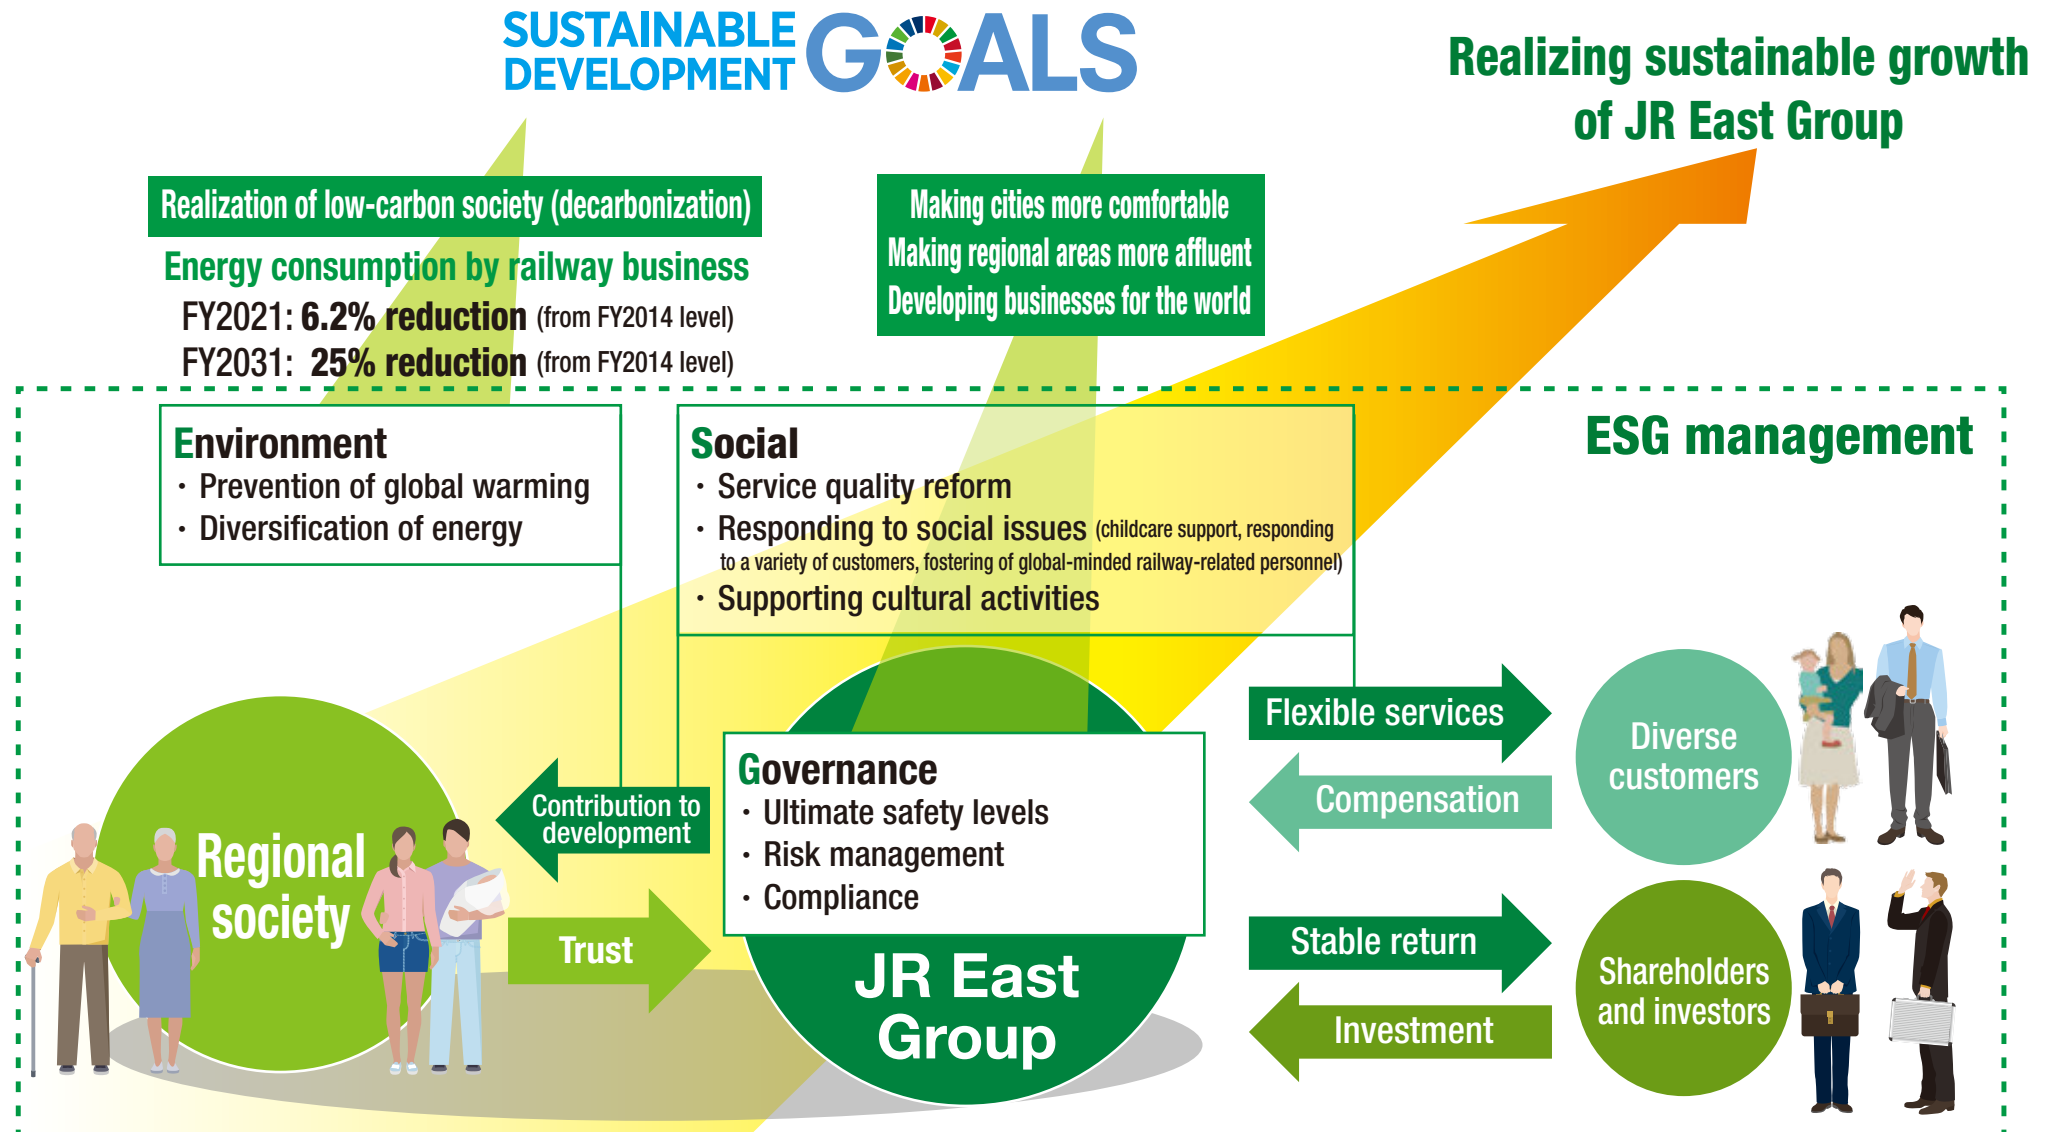 SUSTAINABLE
DEVELOPMENT
GOALS
Realizing sustainable growth
of JR East Group
Realization of low-carbon society (decarbonization)
Energy consumption by railway business
FY2021: 6.2% reduction (from FY2014 level)
FY2031: 25% reduction (from FY2014 level)
Making cities more comfortable
Making regional areas more affluent
Developing businesses for the world
ESG management
Environment
・Prevention of global warming
・Diversification of energy
Social
・Service quality reform
・Responding to social issues (childcare support, responding
to a variety of customers, fostering of global-minded railway-related personnel)
・Supporting cultural activities
Regional
society
Contribution to
development
Trust
Governance
・Ultimate safety levels
・Risk management
・Compliance
JR East
Group
Flexible services
Compensation
Diverse
customers
Stable return
Investment
Shareholders
and investors